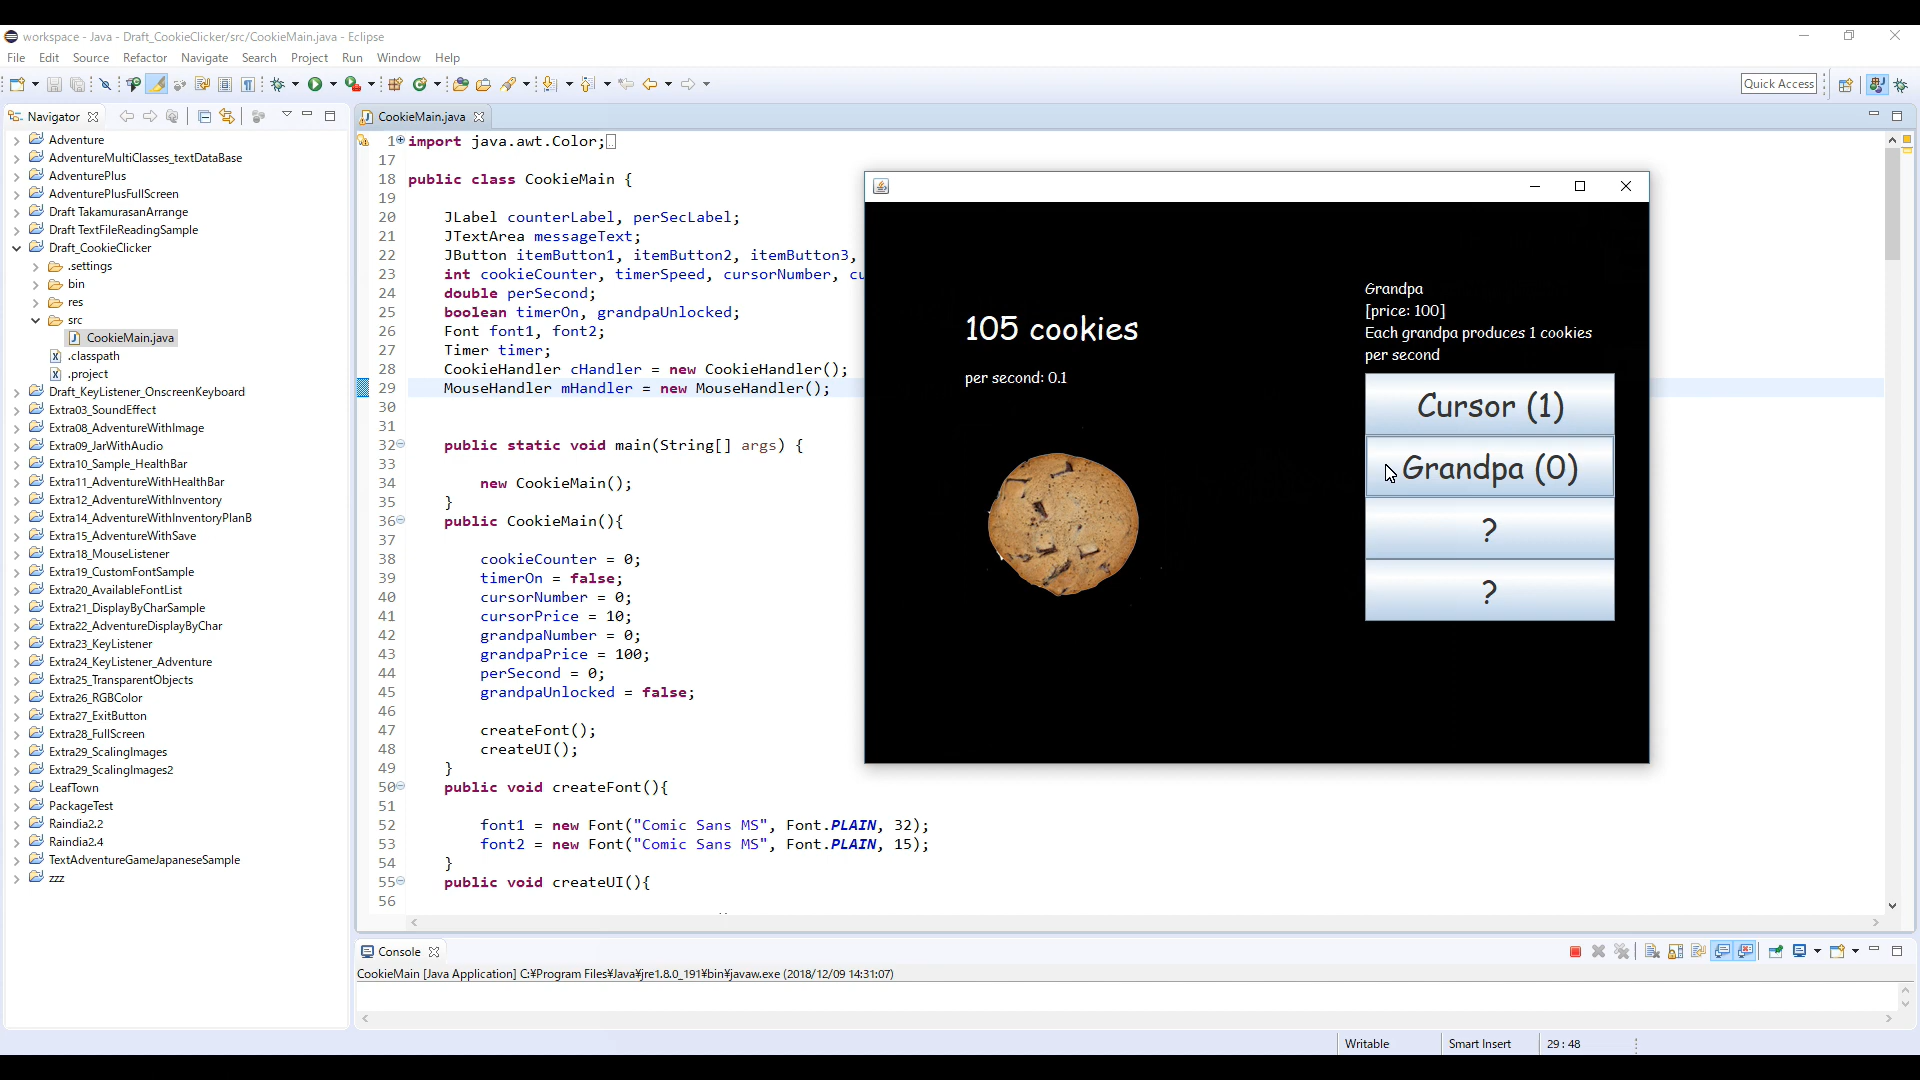 workspace - Java - Draft_CookieClicker/src/CookieMain.java - Eclipse
File Edit Source Refactor Navigate Search Project Run Window Help
Quick Access
Navigator
Adventure
AdventureMultiClasses_textDataBase
AdventurePlus
AdventurePlusFullScreen
Draft TakamurasanArrange
Draft TextFileReadingSample
Draft_CookieClicker
.settings
bin
res
src
CookieMain.java
.classpath
.project
Draft_KeyListener_OnscreenKeyboard
Extra03_SoundEffect
Extra08_AdventureWithImage
Extra09_JarWithAudio
Extra10_Sample_HealthBar
Extra11_AdventureWithHealthBar
Extra12_AdventureWithInventory
Extra14_AdventureWithInventoryPlanB
Extra15_AdventureWithSave
Extra18_MouseListener
Extra19_CustomFontSample
Extra20_AvailableFontList
Extra21_DisplayByCharSample
Extra22_AdventureDisplayByChar
Extra23_KeyListener
Extra24_KeyListener_Adventure
Extra25_TransparentObjects
Extra26_RGBColor
Extra27_ExitButton
Extra28_FullScreen
Extra29_ScalingImages
Extra29_ScalingImages2
LeafTown
PackageTest
Raindia2.2
Raindia2.4
TextAdventureGameJapaneseSample
zzz
CookieMain.java
1 import java.awt.Color;
17
18 public class CookieMain {
19
20 JLabel counterLabel, perSecLabel;
21 JTextArea messageText;
22 JButton itemButton1, itemButton2, itemButton3,
23 int cookieCounter, timerSpeed, cursorNumber, cu
24 double perSecond;
25 boolean timerOn, grandpaUnlocked;
26 Font font1, font2;
27 Timer timer;
28 CookieHandler cHandler = new CookieHandler();
29 MouseHandler mHandler = new MouseHandler();
30
31
32 public static void main(String[] args) {
33
34 new CookieMain();
35 }
36 public CookieMain(){
37
38 cookieCounter = 0;
39 timerOn = false;
40 cursorNumber = 0;
41 cursorPrice = 10;
42 grandpaNumber = 0;
43 grandpaPrice = 100;
44 perSecond = 0;
45 grandpaUnlocked = false;
46
47 createFont();
48 createUI();
49 }
50 public void createFont(){
51
52 font1 = new Font("Comic Sans MS", Font.PLAIN, 32);
53 font2 = new Font("Comic Sans MS", Font.PLAIN, 15);
54 }
55 public void createUI(){
56
105 cookies
per second: 0.1
Grandpa
[price: 100]
Each grandpa produces 1 cookies
per second
Cursor (1)
Grandpa (0)
?
?
Console
CookieMain [Java Application] C:¥Program Files¥Java¥jre1.8.0_191¥bin¥javaw.exe (2018/12/09 14:31:07)
Writable Smart Insert 29 : 48